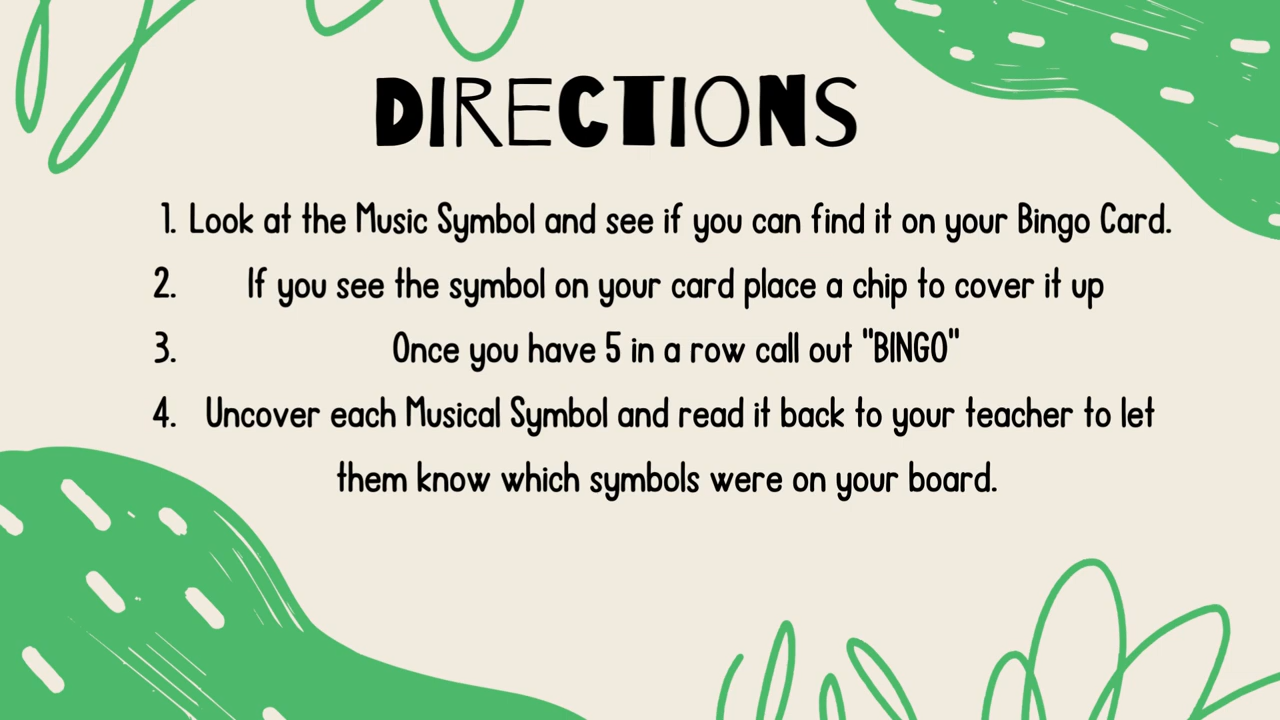 DIRECTIONS
1. Look at the Music Symbol and see if you can find it on your Bingo Card.
2. If you see the symbol on your card place a chip to cover it up
3. Once you have 5 in a row call out "BINGO"
4. Uncover each Musical Symbol and read it back to your teacher to let
them know which symbols were on your board.